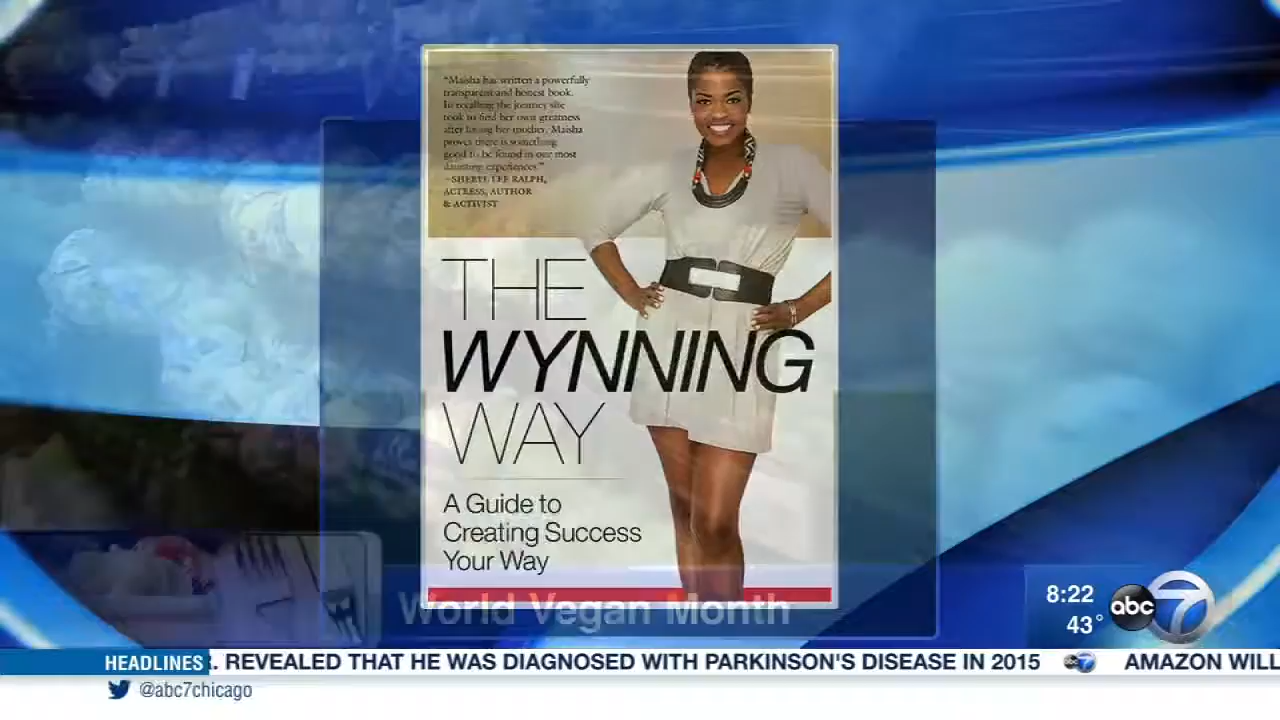 “Maisha has written a powerfully
transparent and honest book.
In recalling the journey she
took to find her own greatness
after losing her mother, Maisha
proves there is something
good to be found in our most
daunting experiences.”
–SHERYL LEE RALPH,
ACTRESS, AUTHOR
& ACTIVIST
THE
WYNNING
WAY
A Guide to
Creating Success
Your Way
World Vegan Month
8:22
43°
abc 7
HEADLINES
. REVEALED THAT HE WAS DIAGNOSED WITH PARKINSON'S DISEASE IN 2015 abc 7 AMAZON WILL
@abc7chicago